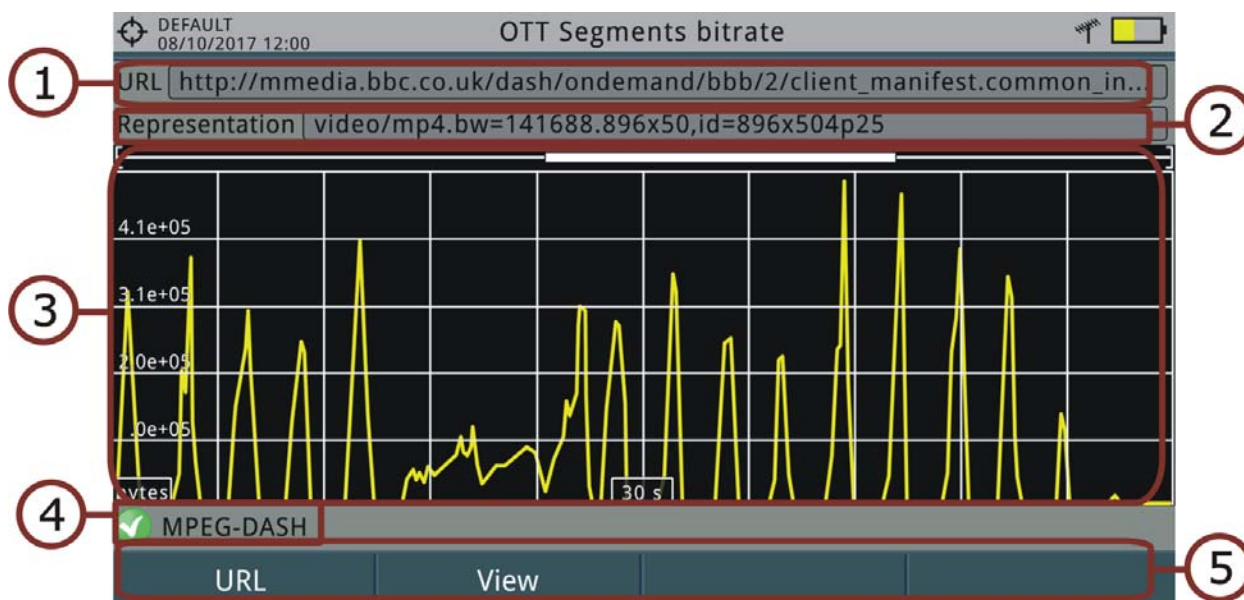 DEFAULT
08/10/2017 12:00
OTT Segments bitrate
1
URL http://mmedia.bbc.co.uk/dash/ondemand/bbb/2/client_manifest.common_in...
Representation video/mp4.bw=141688.896x50,id=896x504p25
2
4.1e+05
3
3.1e+05
2.0e+05
.0e+05
bytes
30 s
4
MPEG-DASH
URL
View
5